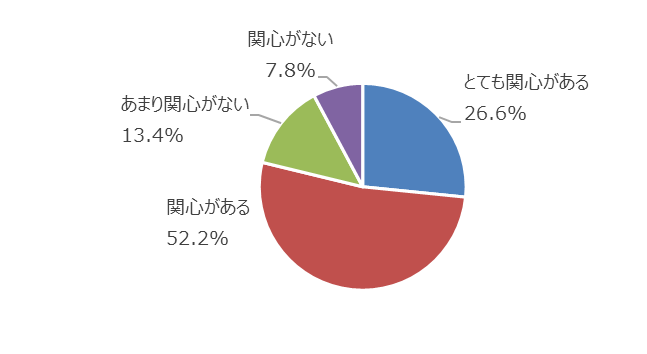 関心がない
7.8%
とても関心がある
26.6%
あまり関心がない
13.4%
関心がある
52.2%